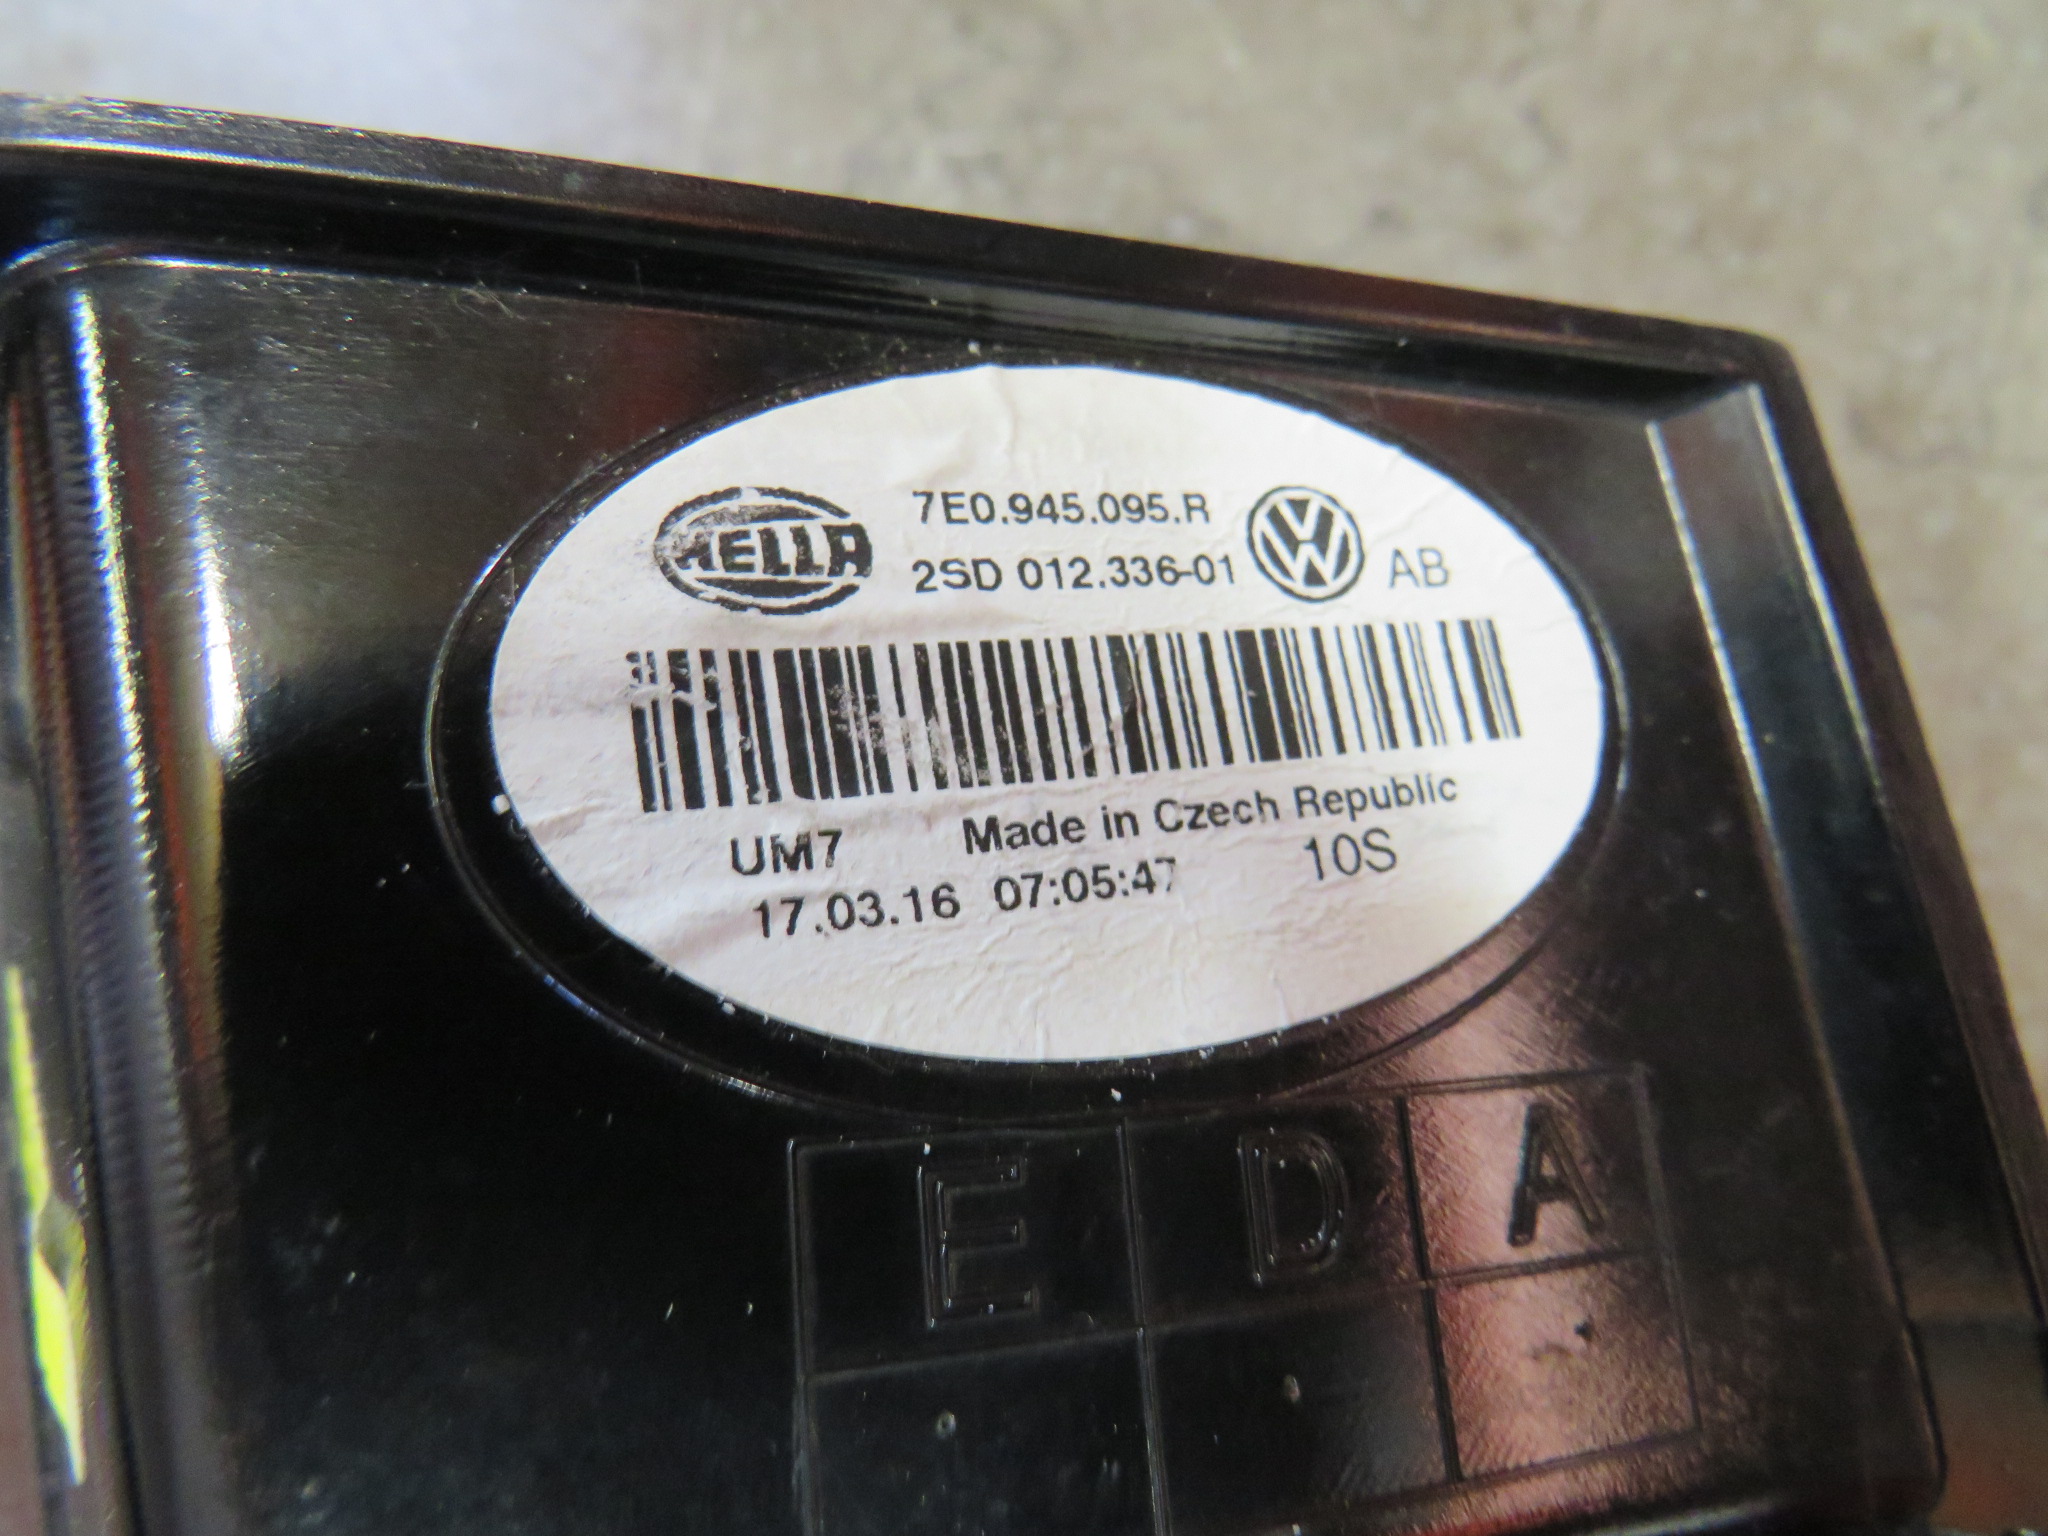 HELLA
7E0.945.095.R
2SD 012.336-01
VW
AB
Made in Czech Republic
UM7
10S
17.03.16 07:05:47
E D A